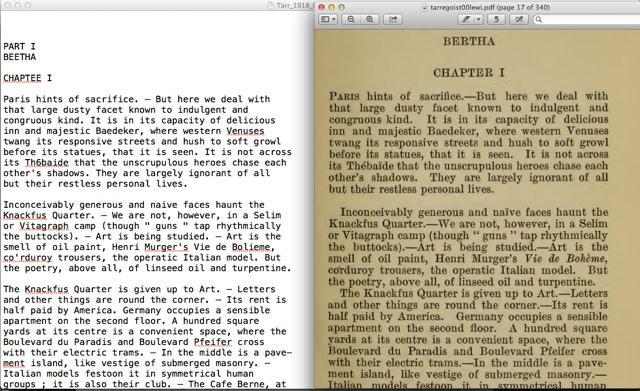 Tarr_1918_
PART I
BEETHA
CHAPTEE I
Paris hints of sacrifice. — But here we deal with
that large dusty facet known to indulgent and
congruous kind. It is in its capacity of delicious
inn and majestic Baedeker, where western Venuses
twang its responsive streets and hush to soft growl
before its statues, that it is seen. It is not across
its Th6baide that the unscrupulous heroes chase each
other's shadows. They are largely ignorant of all
but their restless personal lives.
Inconceivably generous and naive faces haunt the
Knackfus Quarter. — We are not, however, in a Selim
or Vitagraph camp (though " guns " tap rhythmically
the buttocks). — Art is being studied. — Art is the
smell of oil paint, Henri Murger's Vie de Bolieme,
co'rduroy trousers, the operatic Italian model. But
the poetry, above all, of linseed oil and turpentine.
The Knackfus Quarter is given up to Art. — Letters
and other things are round the corner. — Its rent is
half paid by America. Germany occupies a sensible
apartment on the second floor. A hundred square
yards at its centre is a convenient space, where the
Boulevard du Paradis and Boulevard Pfeifer cross
with their electric trams. — In the middle is a pave-
ment island, like vestige of submerged masonry. —
Italian models festoon it in symmetrical human
groups ; it is also their club. — The Cafe Berne, at
tarregoist00lewi.pdf (page 17 of 340)
BERTHA
CHAPTER I
Paris hints of sacrifice.—But here we deal with
that large dusty facet known to indulgent and
congruous kind. It is in its capacity of delicious
inn and majestic Baedeker, where western Venuses
twang its responsive streets and hush to soft growl
before its statues, that it is seen. It is not across
its Thébaïde that the unscrupulous heroes chase each
other's shadows. They are largely ignorant of all
but their restless personal lives.
Inconceivably generous and naïve faces haunt the
Knackfus Quarter.—We are not, however, in a Selim
or Vitagraph camp (though " guns " tap rhythmically
the buttocks).—Art is being studied.—Art is the
smell of oil paint, Henri Murger's Vie de Bohème,
corduroy trousers, the operatic Italian model. But
the poetry, above all, of linseed oil and turpentine.
The Knackfus Quarter is given up to Art.—Letters
and other things are round the corner.—Its rent is
half paid by America. Germany occupies a sensible
apartment on the second floor. A hundred square
yards at its centre is a convenient space, where the
Boulevard du Paradis and Boulevard Pfeifer cross
with their electric trams.—In the middle is a pave-
ment island, like vestige of submerged masonry.—
Italian models festoon it in symmetrical human